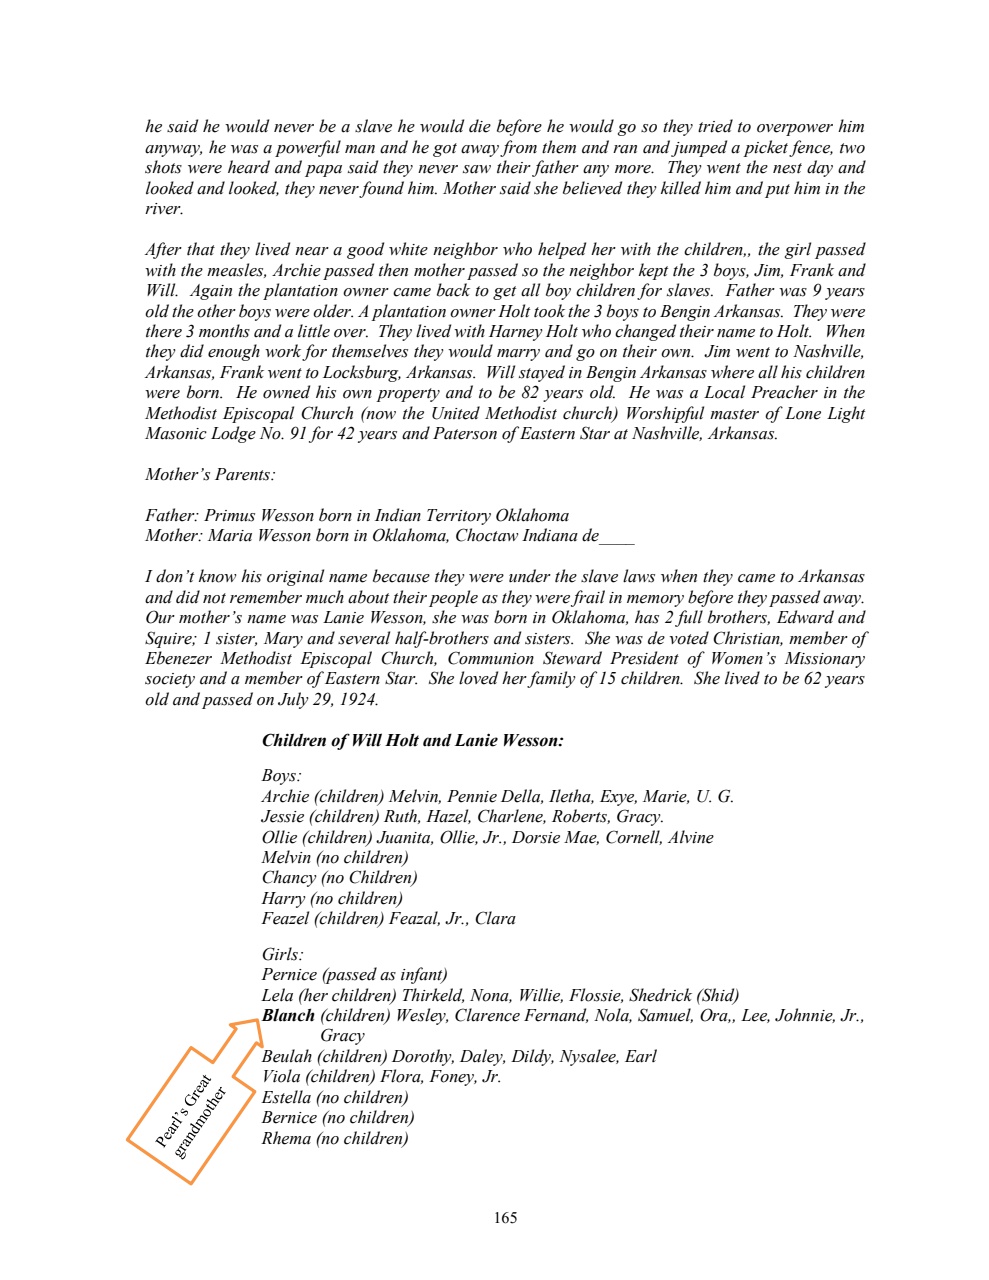 he said he would never be a slave he would die before he would go so they tried to overpower him
anyway, he was a powerful man and he got away from them and ran and jumped a picket fence, two
shots were heard and papa said they never saw their father any more. They went the nest day and
looked and looked, they never found him. Mother said she believed they killed him and put him in the
river.
After that they lived near a good white neighbor who helped her with the children,, the girl passed
with the measles, Archie passed then mother passed so the neighbor kept the 3 boys, Jim, Frank and
Will. Again the plantation owner came back to get all boy children for slaves. Father was 9 years
old the other boys were older. A plantation owner Holt took the 3 boys to Bengin Arkansas. They were
there 3 months and a little over. They lived with Harney Holt who changed their name to Holt. When
they did enough work for themselves they would marry and go on their own. Jim went to Nashville,
Arkansas, Frank went to Locksburg, Arkansas. Will stayed in Bengin Arkansas where all his children
were born. He owned his own property and to be 82 years old. He was a Local Preacher in the
Methodist Episcopal Church (now the United Methodist church) Worshipful master of Lone Light
Masonic Lodge No. 91 for 42 years and Paterson of Eastern Star at Nashville, Arkansas.
Mother's Parents:
Father: Primus Wesson born in Indian Territory Oklahoma
Mother: Maria Wesson born in Oklahoma, Choctaw Indiana de____
I don't know his original name because they were under the slave laws when they came to Arkansas
and did not remember much about their people as they were frail in memory before they passed away.
Our mother's name was Lanie Wesson, she was born in Oklahoma, has 2 full brothers, Edward and
Squire; 1 sister, Mary and several half-brothers and sisters. She was de voted Christian, member of
Ebenezer Methodist Episcopal Church, Communion Steward President of Women's Missionary
society and a member of Eastern Star. She loved her family of 15 children. She lived to be 62 years
old and passed on July 29, 1924.
Children of Will Holt and Lanie Wesson:
Boys:
Archie (children) Melvin, Pennie Della, Iletha, Exye, Marie, U. G.
Jessie (children) Ruth, Hazel, Charlene, Roberts, Gracy.
Ollie (children) Juanita, Ollie, Jr., Dorsie Mae, Cornell, Alvine
Melvin (no children)
Chancy (no Children)
Harry (no children)
Feazel (children) Feazal, Jr., Clara
Girls:
Pernice (passed as infant)
Lela (her children) Thirkeld, Nona, Willie, Flossie, Shedrick (Shid)
Blanch (children) Wesley, Clarence Fernand, Nola, Samuel, Ora,, Lee, Johnnie, Jr.,
Gracy
Beulah (children) Dorothy, Daley, Dildy, Nysalee, Earl
Viola (children) Flora, Foney, Jr.
Estella (no children)
Bernice (no children)
Rhema (no children)
Pearl's Great
grandmother
165